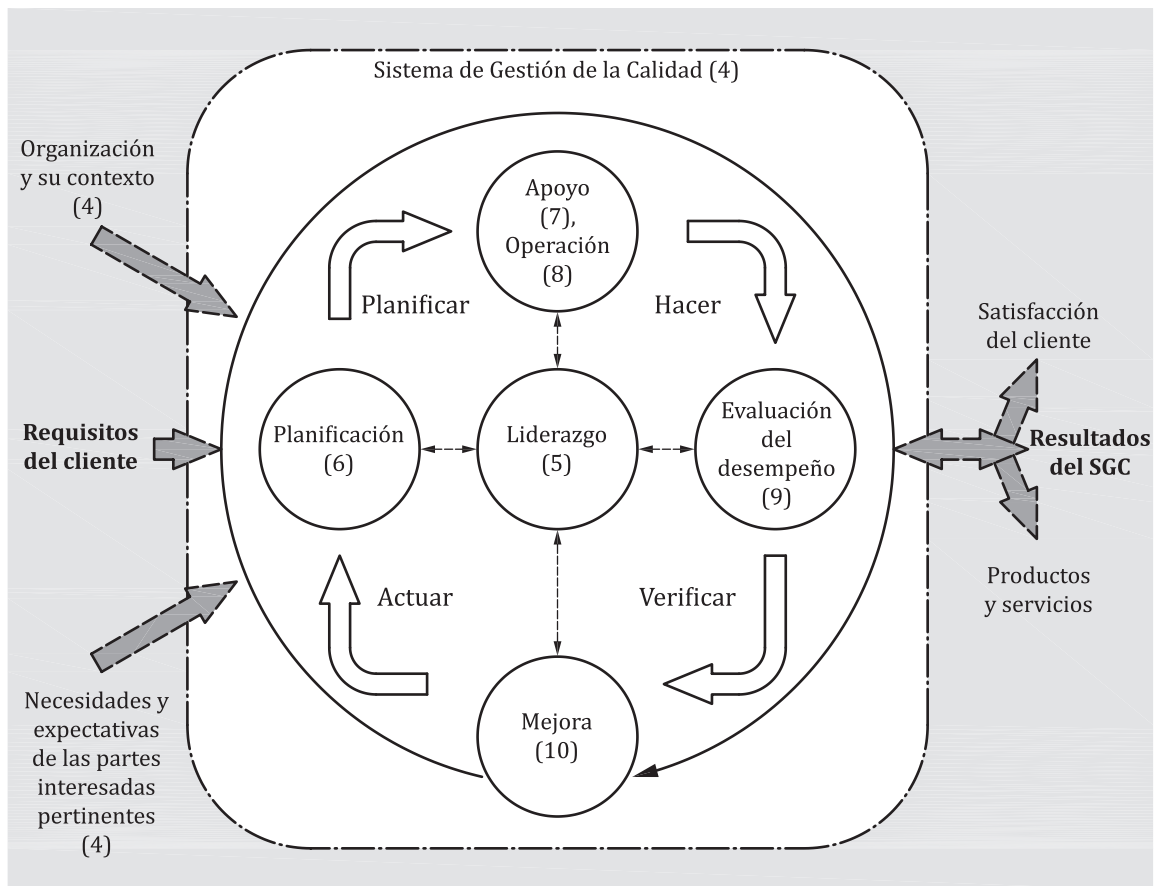 Sistema de Gestión de la Calidad (4)
Organización
y su contexto
(4)
Apoyo
(7),
Operación
(8)
Planificar
Hacer
Satisfacción
del cliente
Requisitos
del cliente
Planificación
(6)
Liderazgo
(5)
Evaluación
del
desempeño
(9)
Resultados
del SGC
Actuar
Verificar
Productos
y servicios
Necesidades y
expectativas
de las partes
interesadas
pertinentes
(4)
Mejora
(10)